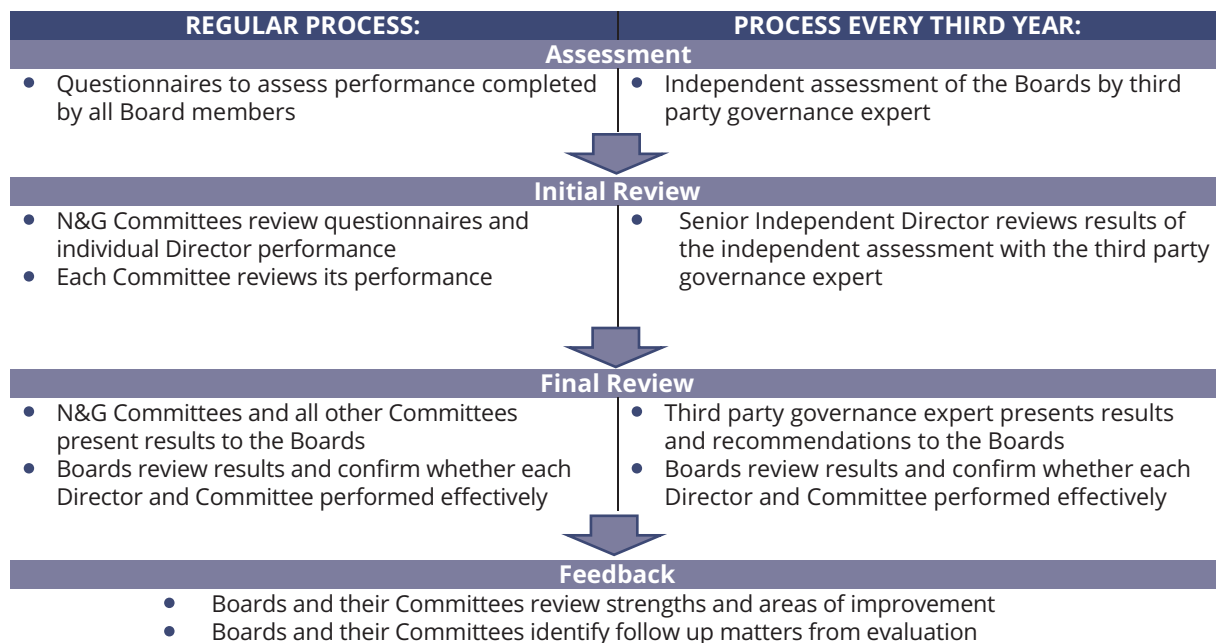 REGULAR PROCESS:
PROCESS EVERY THIRD YEAR:
Assessment
• Questionnaires to assess performance completed
by all Board members
• Independent assessment of the Boards by third
party governance expert
Initial Review
• N&G Committees review questionnaires and
individual Director performance
• Each Committee reviews its performance
• Senior Independent Director reviews results of
the independent assessment with the third party
governance expert
Final Review
• N&G Committees and all other Committees
present results to the Boards
• Boards review results and confirm whether each
Director and Committee performed effectively
• Third party governance expert presents results
and recommendations to the Boards
• Boards review results and confirm whether each
Director and Committee performed effectively
Feedback
• Boards and their Committees review strengths and areas of improvement
• Boards and their Committees identify follow up matters from evaluation